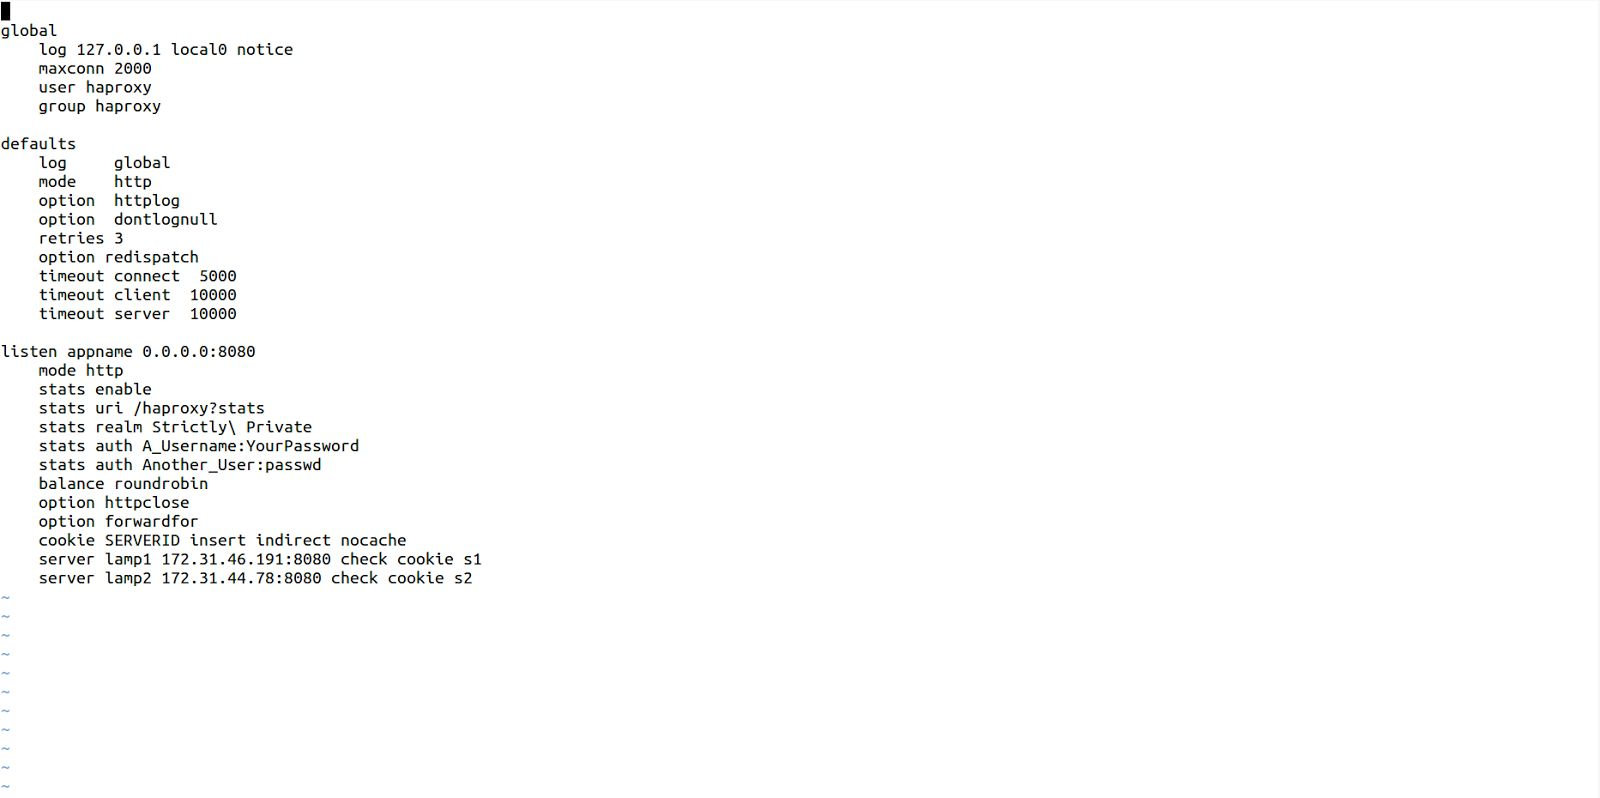 global
    log 127.0.0.1 local0 notice
    maxconn 2000
    user haproxy
    group haproxy

defaults
    log     global
    mode    http
    option  httplog
    option  dontlognull
    retries 3
    option redispatch
    timeout connect  5000
    timeout client  10000
    timeout server  10000

listen appname 0.0.0.0:8080
    mode http
    stats enable
    stats uri /haproxy?stats
    stats realm Strictly\ Private
    stats auth A_Username:YourPassword
    stats auth Another_User:passwd
    balance roundrobin
    option httpclose
    option forwardfor
    cookie SERVERID insert indirect nocache
    server lamp1 172.31.46.191:8080 check cookie s1
    server lamp2 172.31.44.78:8080 check cookie s2
~
~
~
~
~
~
~
~
~
~
~